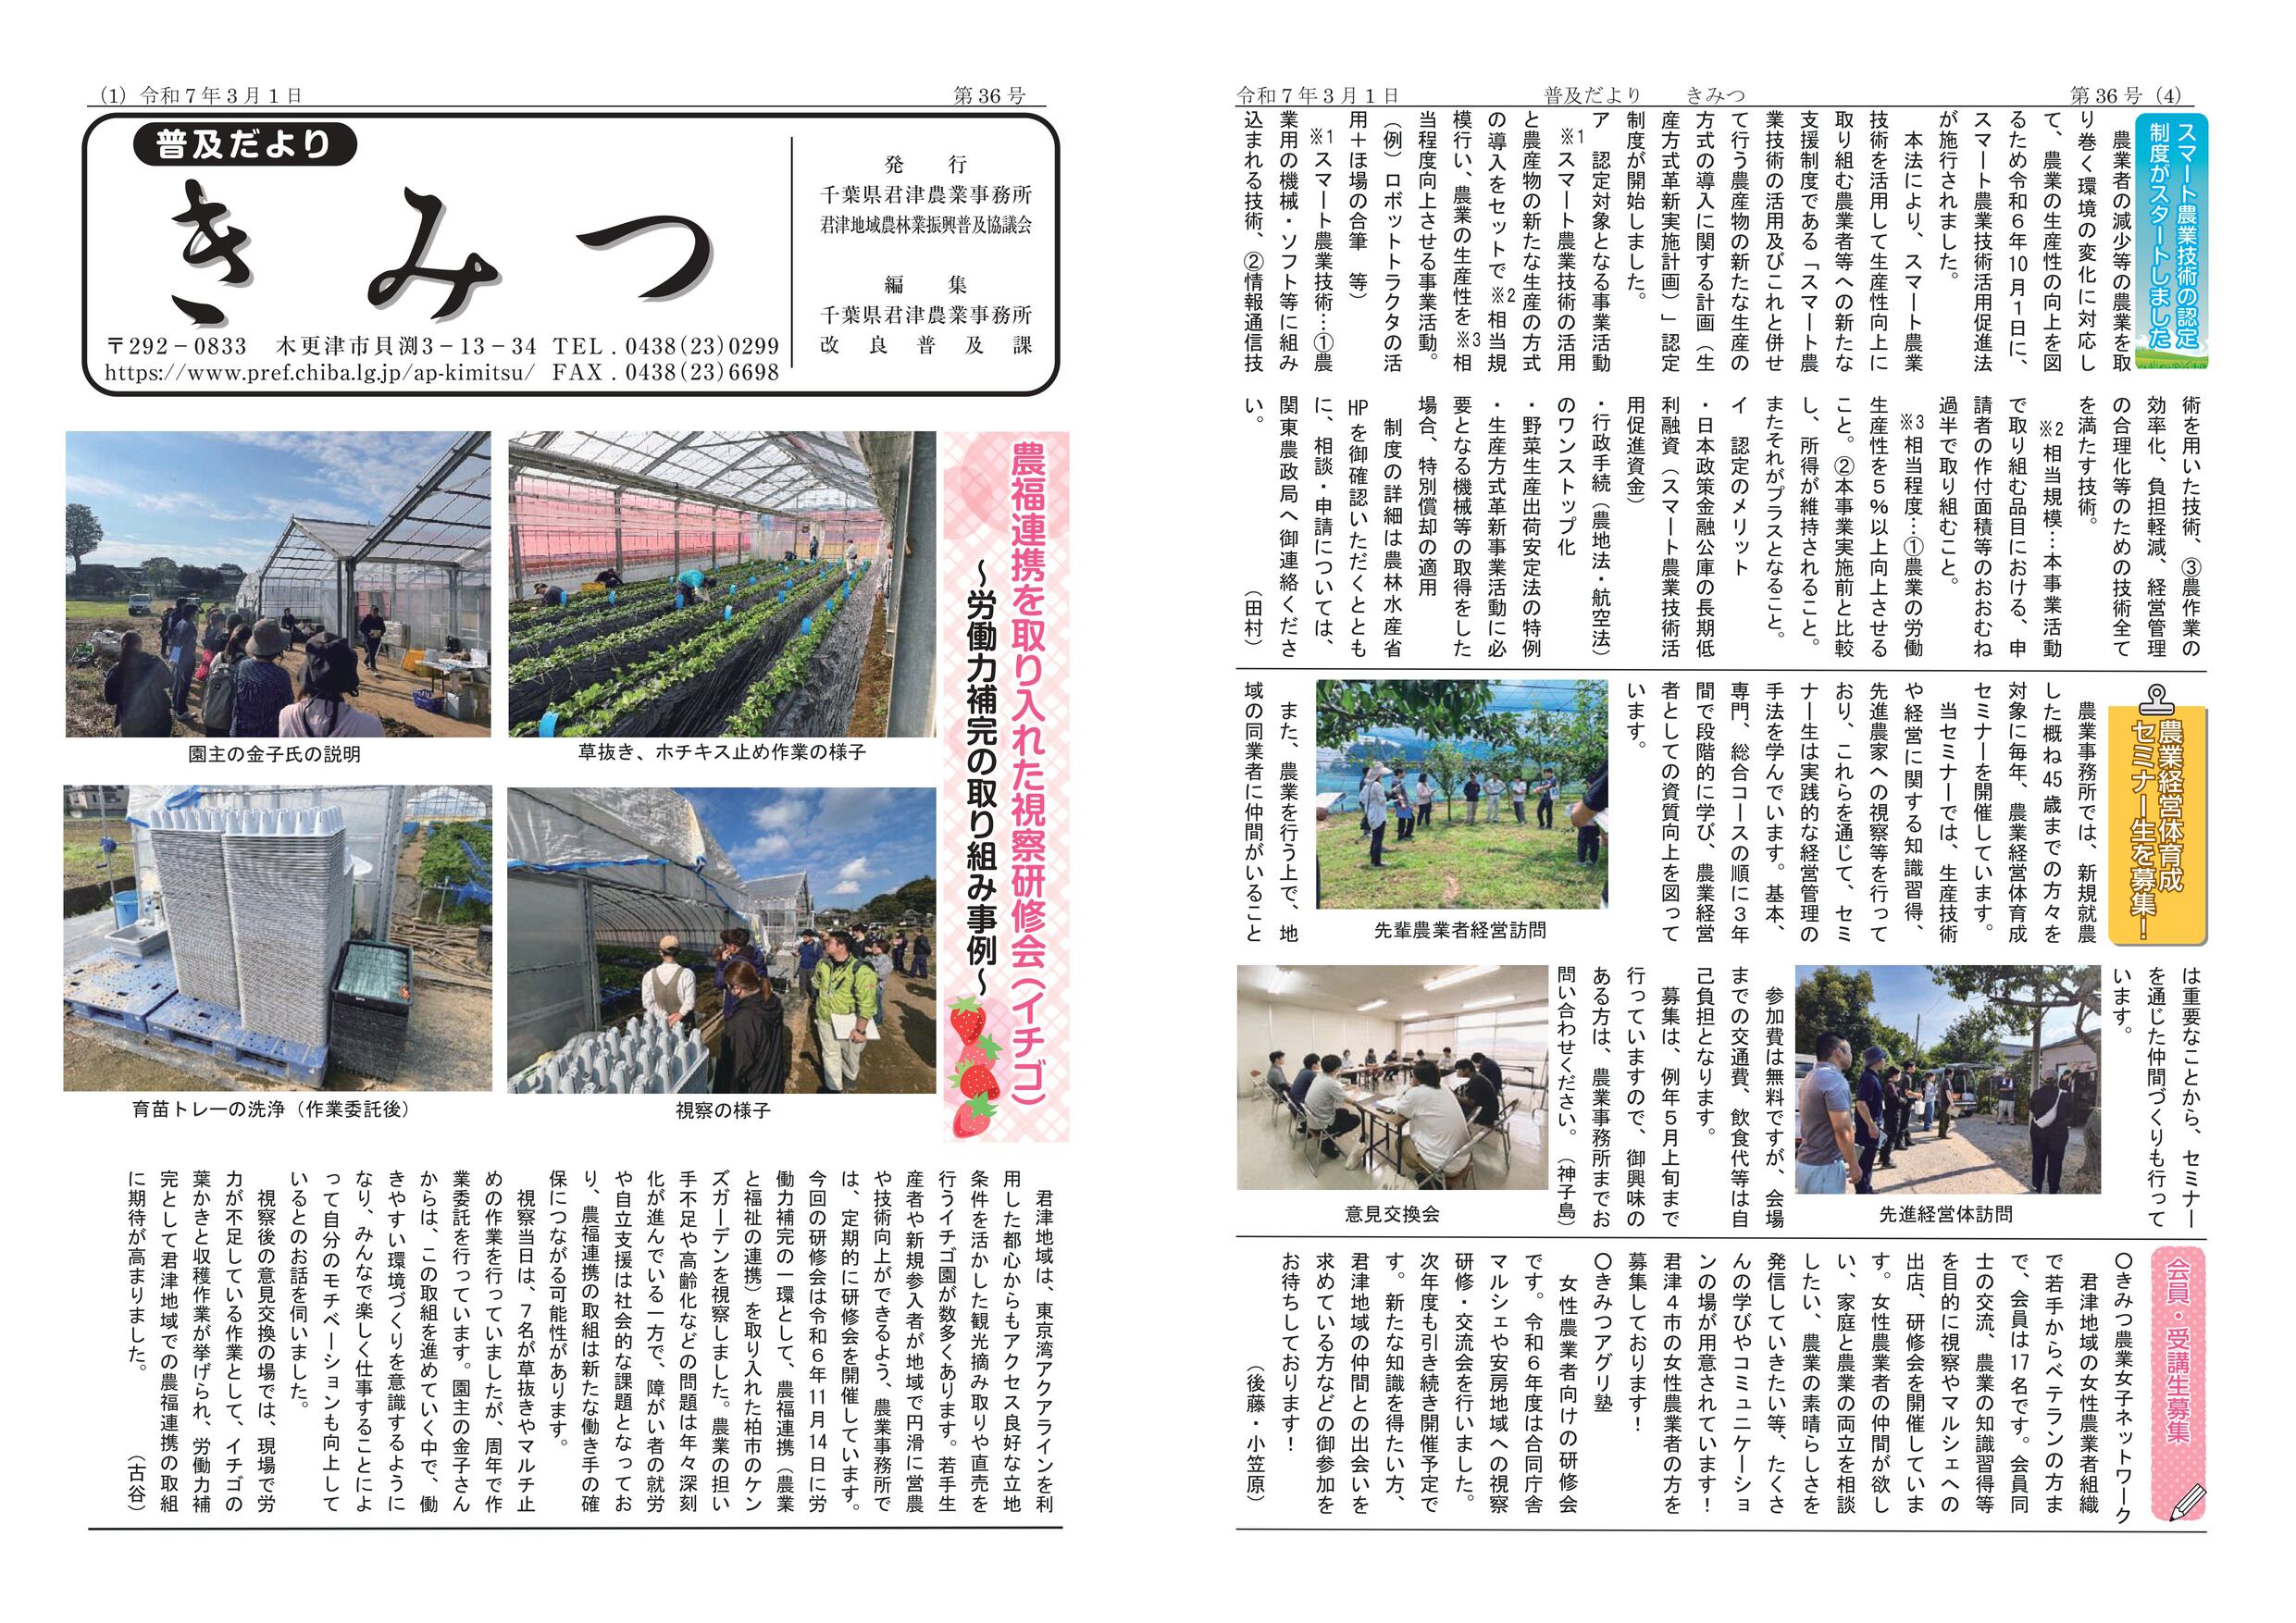 (1) 令和７年３月１日
第36号
普及だより
きみつ
発　行
千葉県君津農業事務所
君津地域農林業振興普及協議会
編　集
千葉県君津農業事務所
改良普及課
〒292－0833　木更津市貝渕3－13－34 TEL．0438(23)0299
https://www.pref.chiba.lg.jp/ap-kimitsu/ FAX．0438(23)6698
農福連携を取り入れた視察研修会（イチゴ）
～労働力補完の取り組み事例～
園主の金子氏の説明
草抜き、ホチキス止め作業の様子
育苗トレーの洗浄（作業委託後）
視察の様子
　君津地域は、東京湾アクアラインを利
用した都心からもアクセス良好な立地
条件を活かした観光摘み取りや直売を
行うイチゴ園が数多くあります。若手生
産者や新規参入者が地域で円滑に営農
や技術向上ができるよう、農業事務所で
は、定期的に研修会を開催しています。
今回の研修会は令和６年11月14日に労
働力補完の一環として、農福連携（農業
と福祉の連携）を取り入れた柏市のケン
ズガーデンを視察しました。農業の担い
手不足や高齢化などの問題は年々深刻
化が進んでいる一方で、障がい者の就労
や自立支援は社会的な課題となってお
り、農福連携の取組は新たな働き手の確
保につながる可能性があります。
　視察当日は、７名が草抜きやマルチ止
めの作業を行っていましたが、周年で作
業委託を行っています。園主の金子さん
からは、この取組を進めていく中で、働
きやすい環境づくりを意識するように
なり、みんなで楽しく仕事することによ
って自分のモチベーションも向上して
いるとのお話を伺いました。
　視察後の意見交換の場では、現場で労
力が不足している作業として、イチゴの
葉かきと収穫作業が挙げられ、労働力補
完として君津地域での農福連携の取組
に期待が高まりました。　（古谷）
令和７年３月１日
普及だより　きみつ
第36号 (4)
スマート農業技術の認定
制度がスタートしました
　農業者の減少等の農業を取
り巻く環境の変化に対応し
て、農業の生産性の向上を図
るため令和６年10月１日に、
スマート農業技術活用促進法
が施行されました。
　本法により、スマート農業
技術を活用して生産性向上に
取り組む農業者等への新たな
支援制度である「スマート農
業技術の活用及びこれと併せ
て行う農産物の新たな生産の
方式の導入に関する計画（生
産方式革新実施計画）」認定
制度が開始しました。
ア　認定対象となる事業活動
　※1スマート農業技術の活用
と農産物の新たな生産の方式
の導入をセットで※2相当規
模行い、農業の生産性を※3相
当程度向上させる事業活動。
（例）ロボットトラクタの活
用＋ほ場の合筆　等）
　※1スマート農業技術…①農
業用の機械・ソフト等に組み
込まれる技術、②情報通信技
術を用いた技術、③農作業の
効率化、負担軽減、経営管理
の合理化等のための技術全て
を満たす技術。
　※2相当規模…本事業活動
で取り組む品目における、申
請者の作付面積等のおおむね
過半で取り組むこと。
　※3相当程度…①農業の労働
生産性を５％以上向上させる
こと。②本事業実施前と比較
し、所得が維持されること。
またそれがプラスとなること。
イ　認定のメリット
・日本政策金融公庫の長期低
利融資（スマート農業技術活
用促進資金）
・行政手続（農地法・航空法）
のワンストップ化
・野菜生産出荷安定法の特例
・生産方式革新事業活動に必
要となる機械等の取得をした
場合、特別償却の適用
　制度の詳細は農林水産省
HPを御確認いただくととも
に、相談・申請については、
関東農政局へ御連絡くださ
い。　（田村）
農業経営体育成
セミナー生を募集！
　農業事務所では、新規就農
した概ね45歳までの方々を
対象に毎年、農業経営体育成
セミナーを開催しています。
　当セミナーでは、生産技術
や経営に関する知識習得、
先進農家への視察等を行って
おり、これらを通じて、セミ
ナー生は実践的な経営管理の
手法を学んでいます。基本、
専門、総合コースの順に３年
間で段階的に学び、農業経営
者としての資質向上を図って
います。
先輩農業者経営訪問
　また、農業を行う上で、地
域の同業者に仲間がいること
は重要なことから、セミナー
を通じた仲間づくりも行って
います。
先進経営体訪問
　参加費は無料ですが、会場
までの交通費、飲食代等は自
己負担となります。
　募集は、例年５月上旬まで
行っていますので、御興味の
ある方は、農業事務所までお
問い合わせください。（神子島）
意見交換会
会員・受講生募集
〇きみつ農業女子ネットワーク
　君津地域の女性農業者組織
で若手からベテランの方ま
で、会員は17名です。会員同
士の交流、農業の知識習得等
を目的に視察やマルシェへの
出店、研修会を開催していま
す。女性農業者の仲間が欲し
い、家庭と農業の両立を相談
したい、農業の素晴らしさを
発信していきたい等、たくさ
んの学びやコミュニケーショ
ンの場が用意されています！
君津４市の女性農業者の方を
募集しております！
〇きみつアグリ塾
　女性農業者向けの研修会
です。令和６年度は合同庁舎
マルシェや安房地域への視察
研修・交流会を行いました。
次年度も引き続き開催予定で
す。新たな知識を得たい方、
君津地域の仲間との出会いを
求めている方などの御参加を
お待ちしております！
（後藤・小笠原）